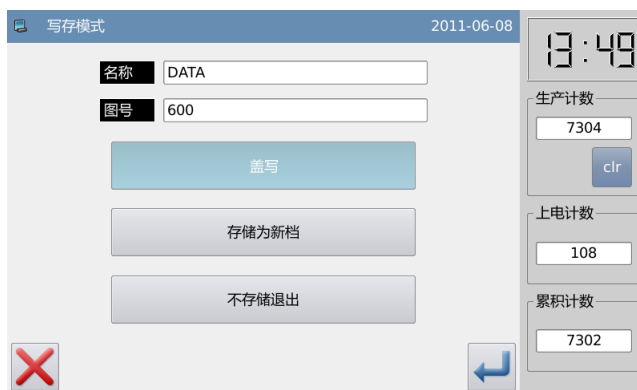 写存模式 2011-06-08
名称 DATA
图号 600
盖写
存储为新档
不存储退出
13:49
生产计数
7304
clr
上电计数
108
累积计数
7302